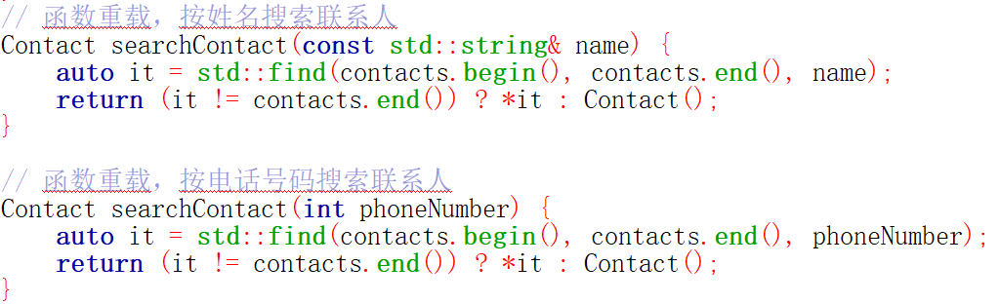 // 函数重载，按姓名搜索联系人
Contact searchContact(const std::string& name) {
    auto it = std::find(contacts.begin(), contacts.end(), name);
    return (it != contacts.end()) ? *it : Contact();
}

// 函数重载，按电话号码搜索联系人
Contact searchContact(int phoneNumber) {
    auto it = std::find(contacts.begin(), contacts.end(), phoneNumber);
    return (it != contacts.end()) ? *it : Contact();
}